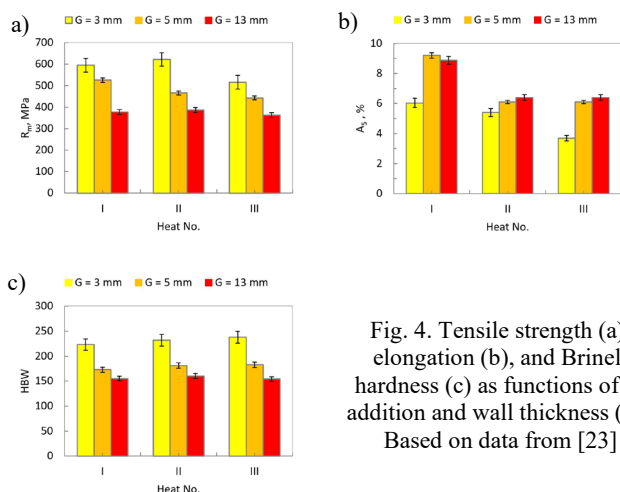 a)
G = 3 mm G = 5 mm G = 13 mm
700
600
500
400
300
200
100
0
Rm, MPa
I II III
Heat No.
b)
G = 3 mm G = 5 mm G = 13 mm
10
8
6
4
2
0
A5, %
I II III
Heat No.
c)
G = 3 mm G = 5 mm G = 13 mm
300
250
200
150
100
50
0
HBW
I II III
Heat No.
Fig. 4. Tensile strength (a)
elongation (b), and Brinel
hardness (c) as functions of
addition and wall thickness (
Based on data from [23]